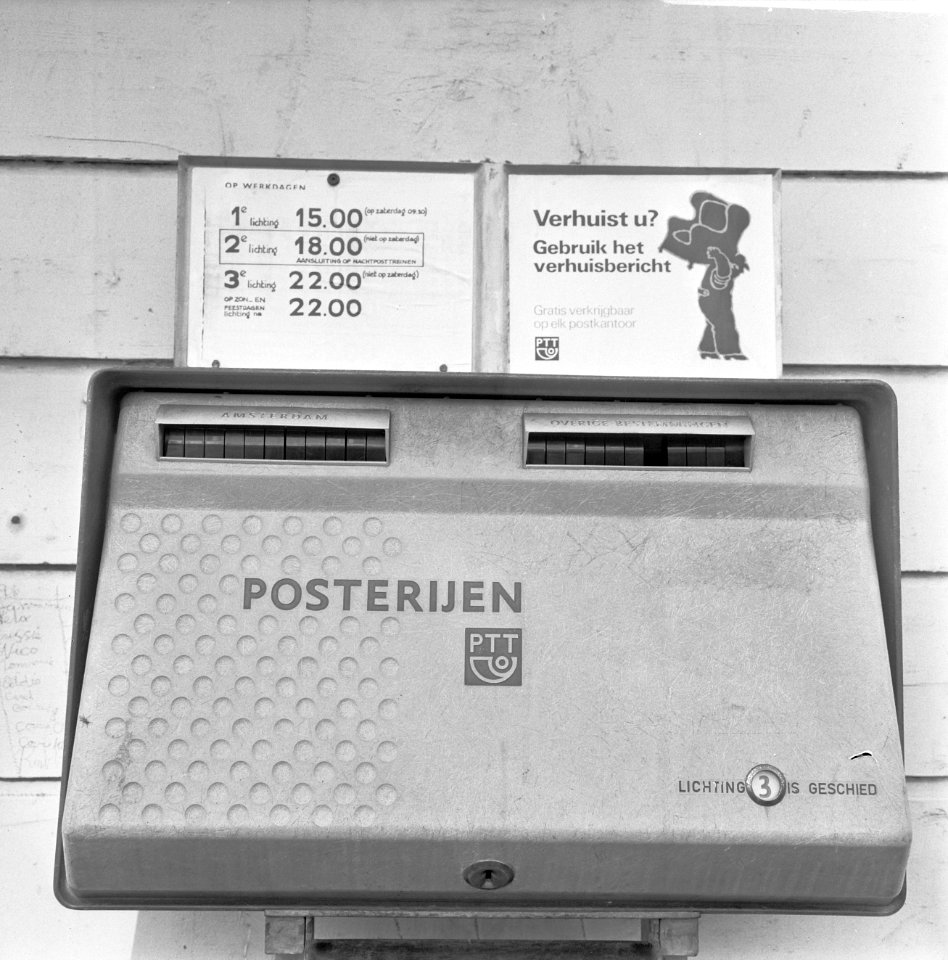 OP WERKDAGEN
1e lichting 15.00 (op zaterdag 09.30)
2e lichting 18.00 (niet op zaterdag)
AANSLUITING OP NACHTPOSTTREINEN
3e lichting 22.00 (niet op zaterdag)
OP ZON- EN
FEESTDAGEN
lichting na 22.00
Verhuist u?
Gebruik het
verhuisbericht
Gratis verkrijgbaar
op elk postkantoor
PTT
AMSTERDAM
OVERIGE BESTEMMINGEN
POSTERIJEN
PTT
LICHTING 3 IS GESCHIED
Nico